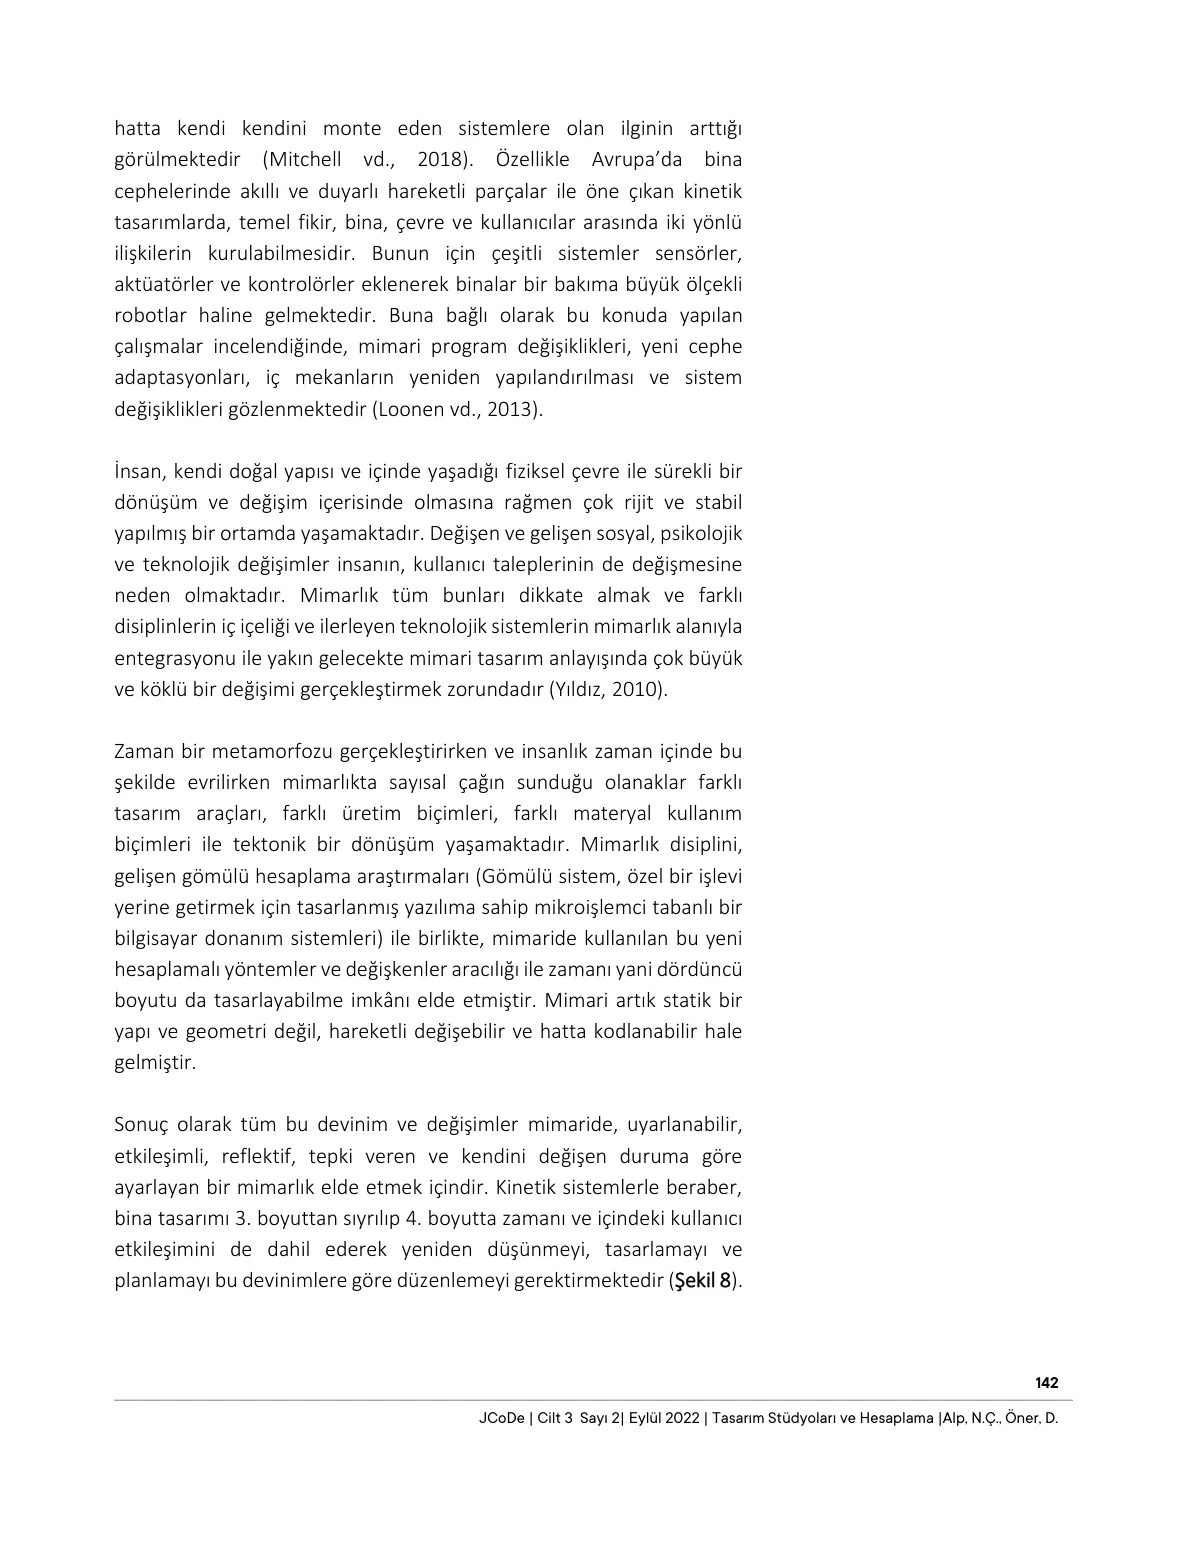 hatta kendi kendini monte eden sistemlere olan ilginin arttığı
görülmektedir (Mitchell vd., 2018). Özellikle Avrupa’da bina
cephelerinde akıllı ve duyarlı hareketli parçalar ile öne çıkan kinetik
tasarımlarda, temel fikir, bina, çevre ve kullanıcılar arasında iki yönlü
ilişkilerin kurulabilmesidir. Bunun için çeşitli sistemler sensörler,
aktüatörler ve kontrolörler eklenerek binalar bir bakıma büyük ölçekli
robotlar haline gelmektedir. Buna bağlı olarak bu konuda yapılan
çalışmalar incelendiğinde, mimari program değişiklikleri, yeni cephe
adaptasyonları, iç mekanların yeniden yapılandırılması ve sistem
değişiklikleri gözlenmektedir (Loonen vd., 2013).
İnsan, kendi doğal yapısı ve içinde yaşadığı fiziksel çevre ile sürekli bir
dönüşüm ve değişim içerisinde olmasına rağmen çok rijit ve stabil
yapılmış bir ortamda yaşamaktadır. Değişen ve gelişen sosyal, psikolojik
ve teknolojik değişimler insanın, kullanıcı taleplerinin de değişmesine
neden olmaktadır. Mimarlık tüm bunları dikkate almak ve farklı
disiplinlerin iç içeliği ve ilerleyen teknolojik sistemlerin mimarlık alanıyla
entegrasyonu ile yakın gelecekte mimari tasarım anlayışında çok büyük
ve köklü bir değişimi gerçekleştirmek zorundadır (Yıldız, 2010).
Zaman bir metamorfozu gerçekleştirirken ve insanlık zaman içinde bu
şekilde evrilirken mimarlıkta sayısal çağın sunduğu olanaklar farklı
tasarım araçları, farklı üretim biçimleri, farklı materyal kullanım
biçimleri ile tektonik bir dönüşüm yaşamaktadır. Mimarlık disiplini,
gelişen gömülü hesaplama araştırmaları (Gömülü sistem, özel bir işlevi
yerine getirmek için tasarlanmış yazılıma sahip mikroişlemci tabanlı bir
bilgisayar donanım sistemleri) ile birlikte, mimaride kullanılan bu yeni
hesaplamalı yöntemler ve değişkenler aracılığı ile zamanı yani dördüncü
boyutu da tasarlayabilme imkânı elde etmiştir. Mimari artık statik bir
yapı ve geometri değil, hareketli değişebilir ve hatta kodlanabilir hale
gelmiştir.
Sonuç olarak tüm bu devinim ve değişimler mimaride, uyarlanabilir,
etkileşimli, reflektif, tepki veren ve kendini değişen duruma göre
ayarlayan bir mimarlık elde etmek içindir. Kinetik sistemlerle beraber,
bina tasarımı 3. boyuttan sıyrılıp 4. boyutta zamanı ve içindeki kullanıcı
etkileşimini de dahil ederek yeniden düşünmeyi, tasarlamayı ve
planlamayı bu devinimlere göre düzenlemeyi gerektirmektedir (Şekil 8).
142
JCoDe | Cilt 3 Sayı 2| Eylül 2022 | Tasarım Stüdyoları ve Hesaplama |Alp, N.Ç., Öner, D.